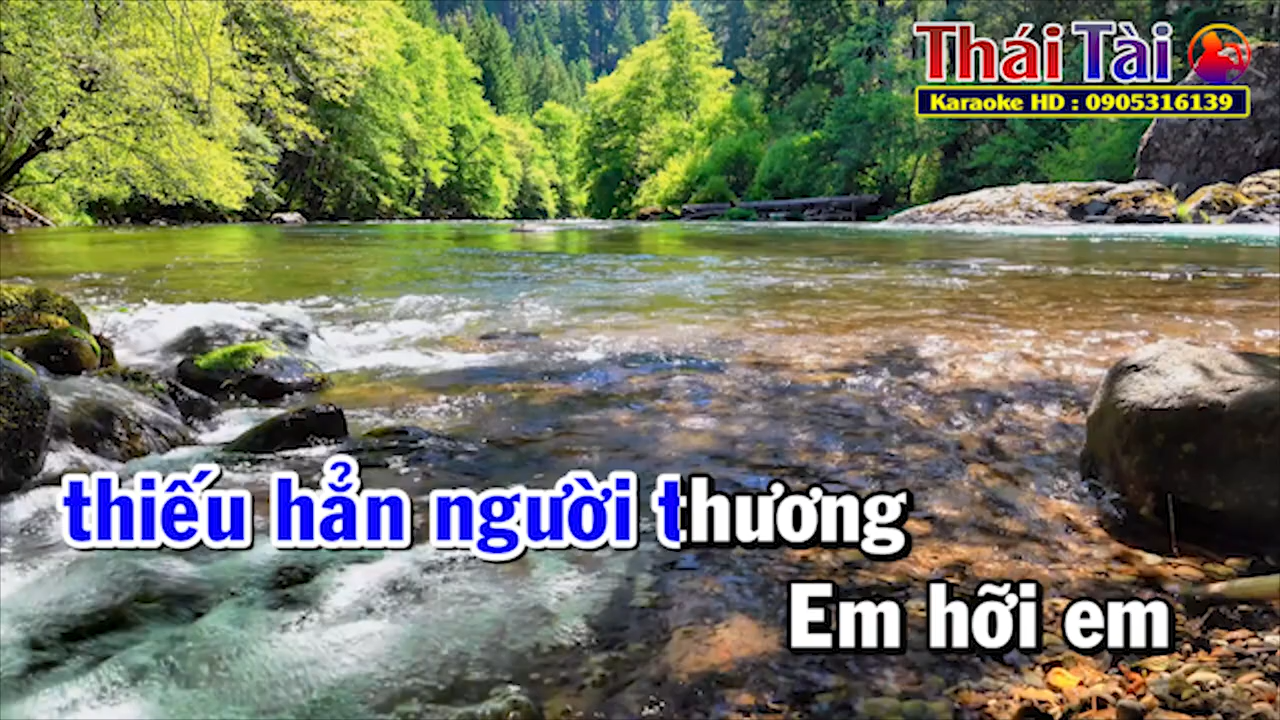 Thái Tài
Karaoke HD : 0905316139
thiếu hẳn người thương
Em hỡi em